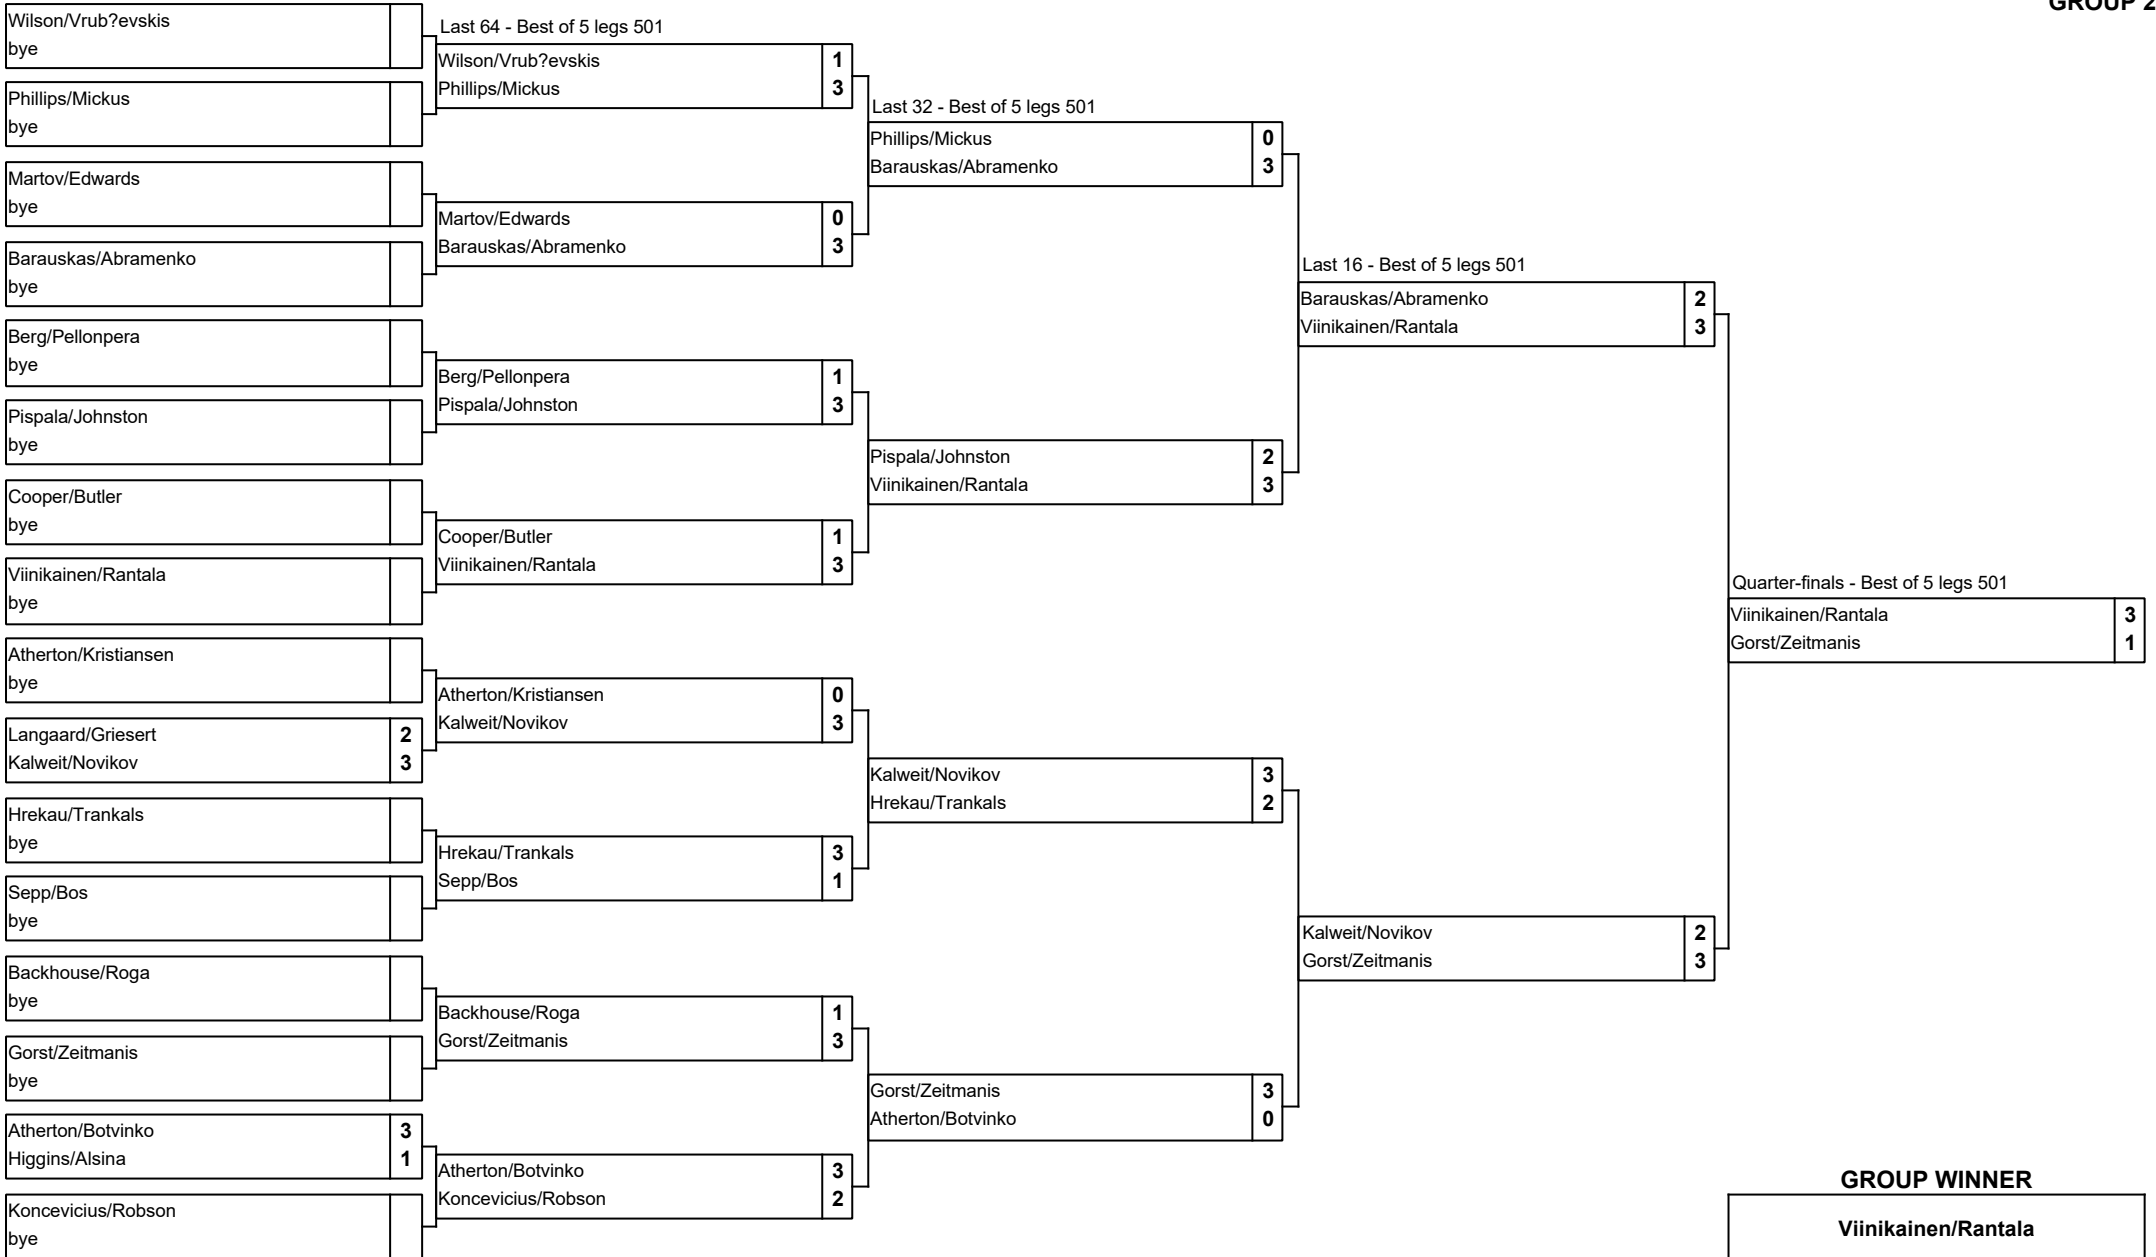 GROUP 2
Wilson/Vrub?evskis
bye
Phillips/Mickus
bye
Martov/Edwards
bye
Barauskas/Abramenko
bye
Berg/Pellonpera
bye
Pispala/Johnston
bye
Cooper/Butler
bye
Viinikainen/Rantala
bye
Atherton/Kristiansen
bye
Langaard/Griesert 2
Kalweit/Novikov 3
Hrekau/Trankals
bye
Sepp/Bos
bye
Backhouse/Roga
bye
Gorst/Zeitmanis
bye
Atherton/Botvinko 3
Higgins/Alsina 1
Koncevicius/Robson
bye
Last 64 - Best of 5 legs 501
Wilson/Vrub?evskis 1
Phillips/Mickus 3
Martov/Edwards 0
Barauskas/Abramenko 3
Berg/Pellonpera 1
Pispala/Johnston 3
Cooper/Butler 1
Viinikainen/Rantala 3
Atherton/Kristiansen 0
Kalweit/Novikov 3
Hrekau/Trankals 3
Sepp/Bos 1
Backhouse/Roga 1
Gorst/Zeitmanis 3
Atherton/Botvinko 3
Koncevicius/Robson 2
Last 32 - Best of 5 legs 501
Phillips/Mickus 0
Barauskas/Abramenko 3
Pispala/Johnston 2
Viinikainen/Rantala 3
Kalweit/Novikov 3
Hrekau/Trankals 2
Gorst/Zeitmanis 3
Atherton/Botvinko 0
Last 16 - Best of 5 legs 501
Barauskas/Abramenko 2
Viinikainen/Rantala 3
Kalweit/Novikov 2
Gorst/Zeitmanis 3
Quarter-finals - Best of 5 legs 501
Viinikainen/Rantala 3
Gorst/Zeitmanis 1
GROUP WINNER
Viinikainen/Rantala